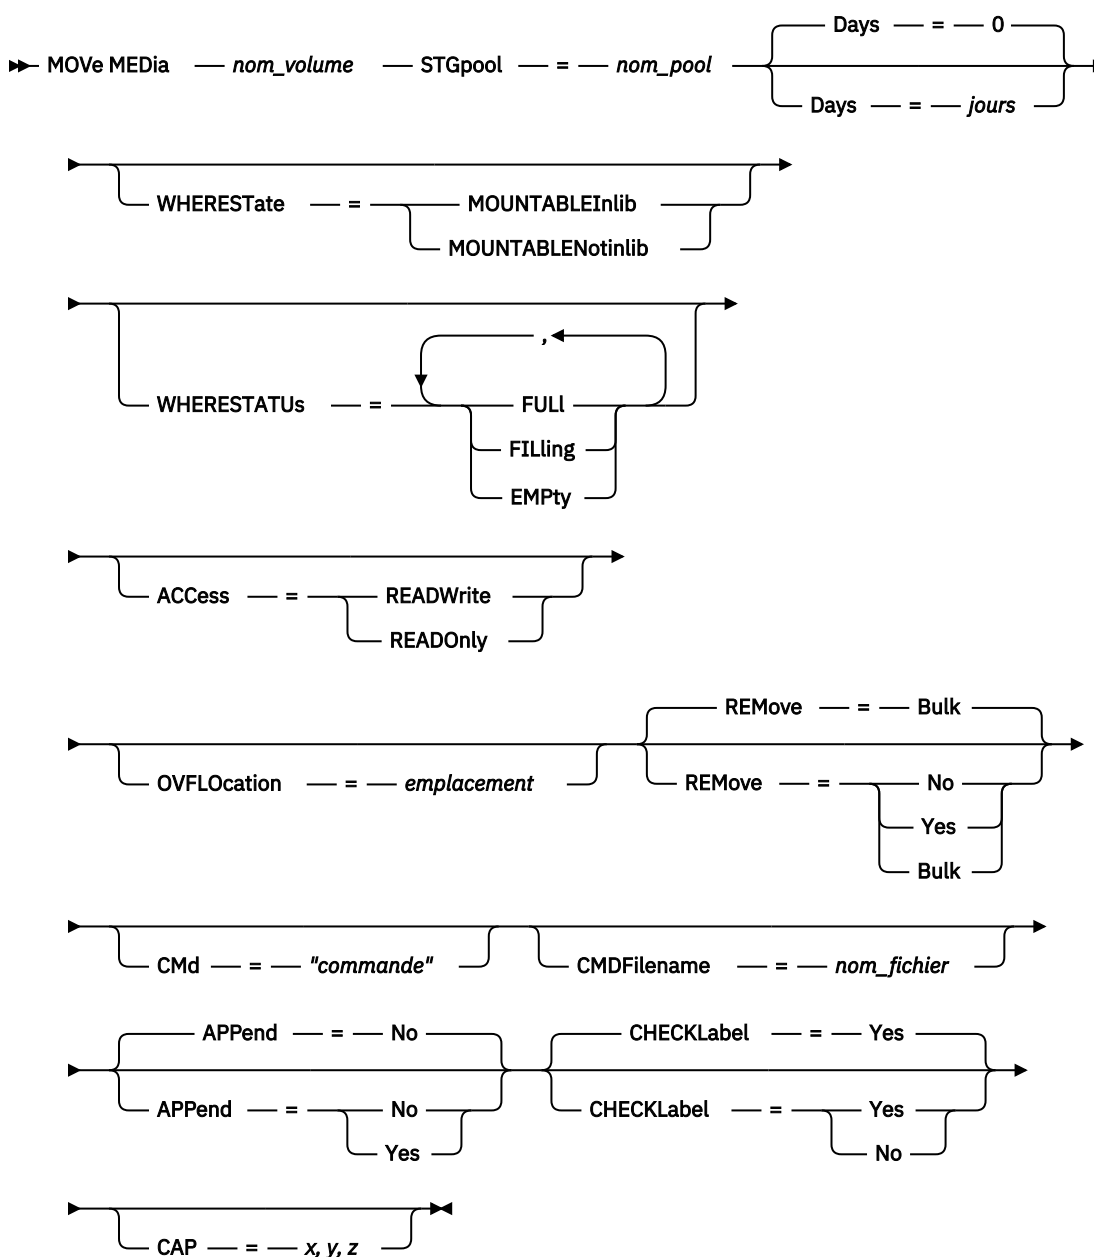 Days = 0
MOVe MEDia nom_volume STGpool = nom_pool
Days = jours
WHERESTate = MOUNTABLEInlib
MOUNTABLENotinlib
,
WHERESTATUs = FULl
FILling
EMPty
ACCess = READWrite
READOnly
REMove = Bulk
OVFLOcation = emplacement REMove = No
Yes
Bulk
CMd = "commande" CMDFilename = nom_fichier
APPend = No CHECKLabel = Yes
APPend = No CHECKLabel = Yes
Yes No
CAP = x, y, z